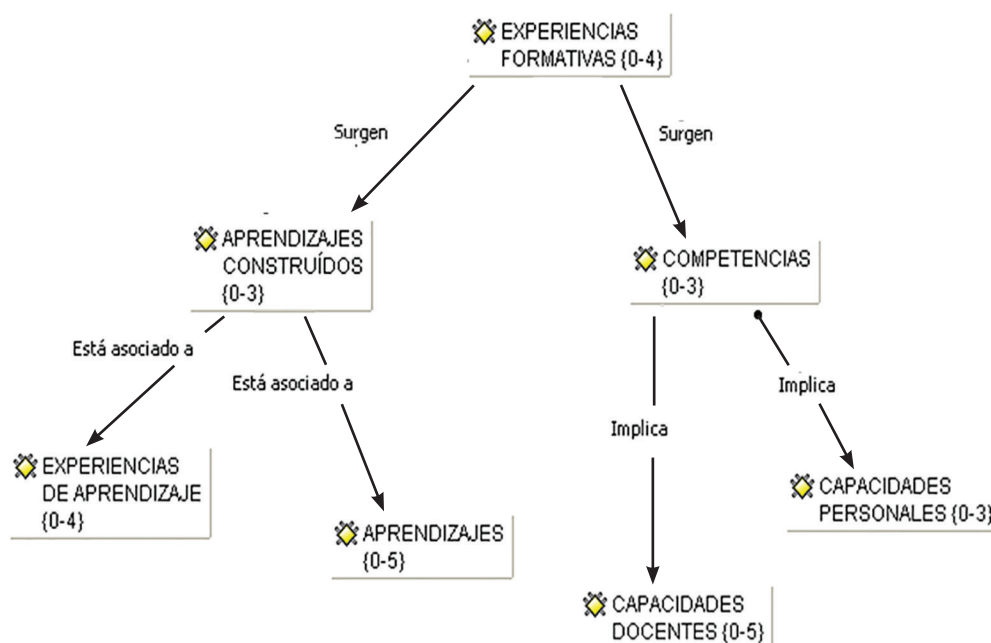 EXPERIENCIAS
FORMATIVAS {0-4}
Surgen
Surgen
APRENDIZAJES
CONSTRUÍDOS
{0-3}
COMPETENCIAS
{0-3}
Está asociado a
Está asociado a
Implica
Implica
EXPERIENCIAS
DE APRENDIZAJE
{0-4}
CAPACIDADES
PERSONALES {0-3}
APRENDIZAJES
{0-5}
CAPACIDADES
DOCENTES {0-5}